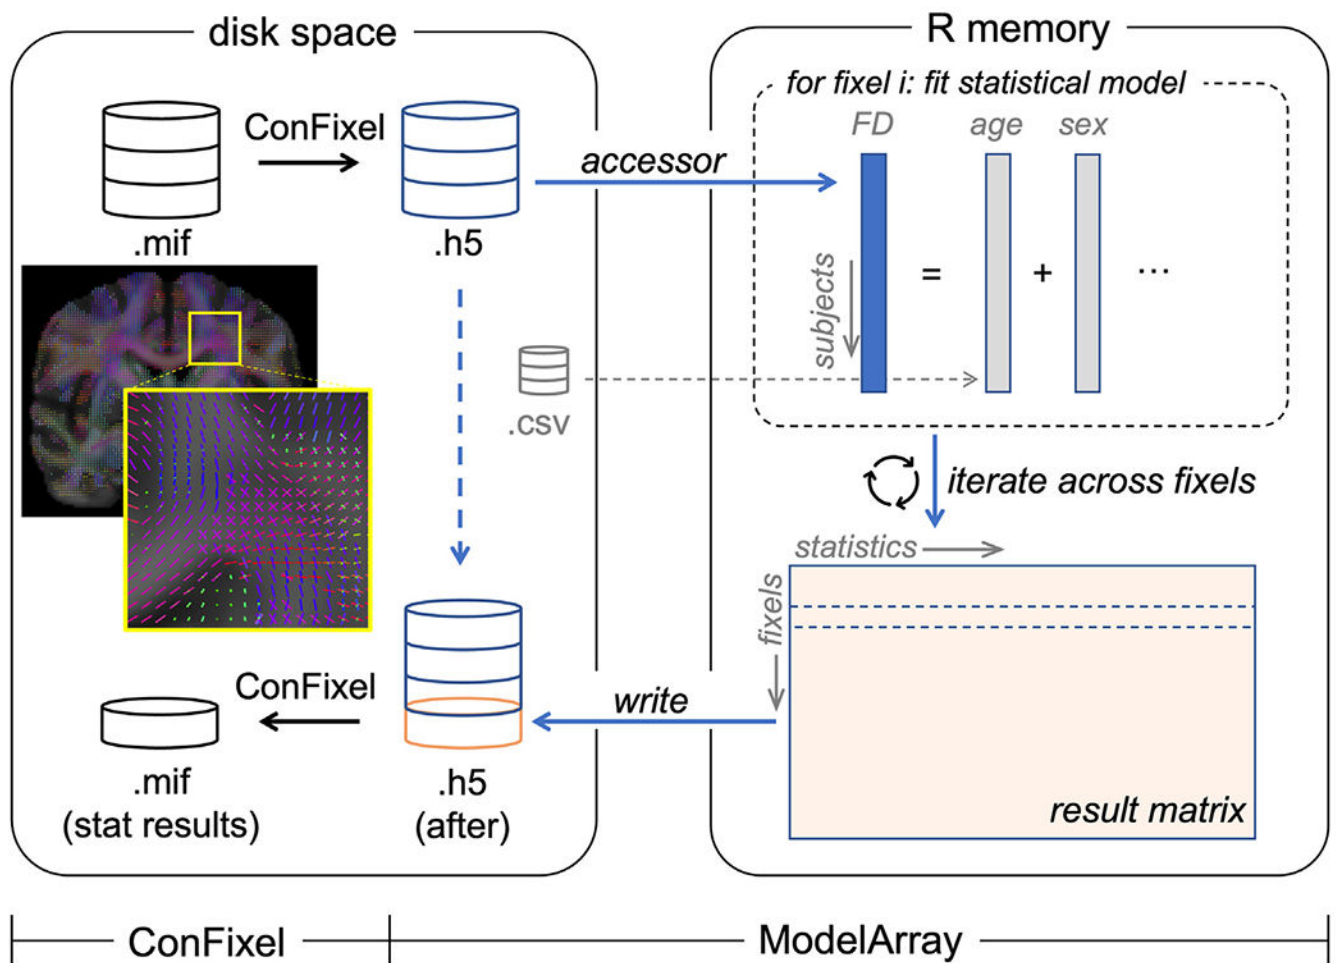 disk space
R memory
for fixel i: fit statistical model
ConFixel
FD
age
sex
accessor
.mif
.h5
subjects
=
+
...
.csv
iterate across fixels
statistics
fixels
ConFixel
write
.mif
(stat results)
.h5
(after)
result matrix
ConFixel
ModelArray